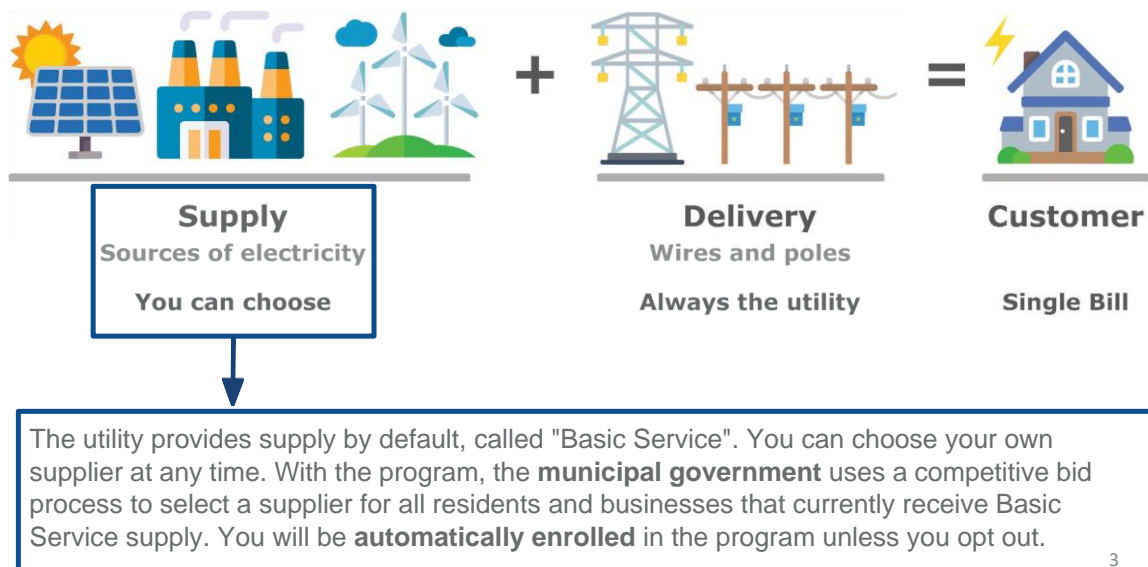 +
=
Supply
Sources of electricity
You can choose
Delivery
Wires and poles
Always the utility
Customer
Single Bill
The utility provides supply by default, called "Basic Service". You can choose your own
supplier at any time. With the program, the municipal government uses a competitive bid
process to select a supplier for all residents and businesses that currently receive Basic
Service supply. You will be automatically enrolled in the program unless you opt out.
3